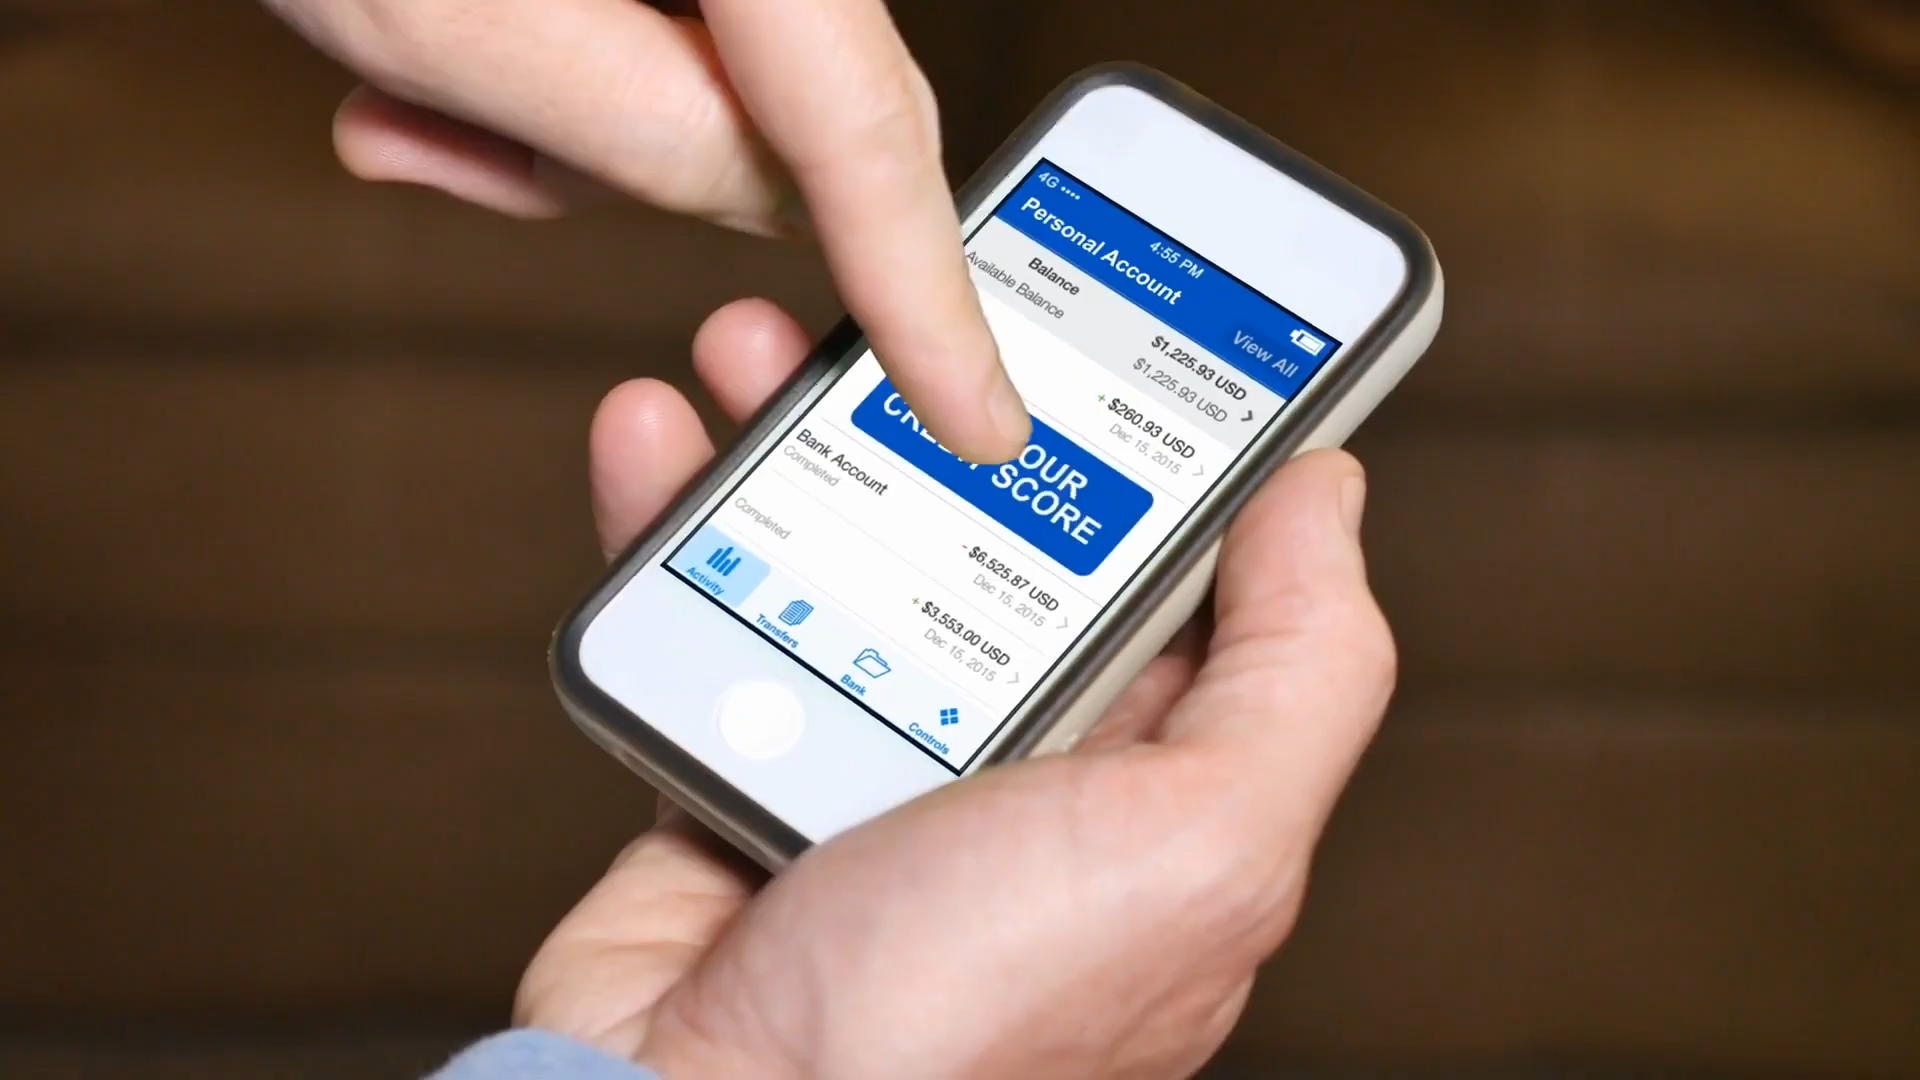 4G
4:55 PM
Personal Account
View All
Balance
$1,225.93 USD
Available Balance
$1,225.93 USD
+ $260.93 USD
Dec 15, 2015
OUR
SCORE
Bank Account
- $6,525.87 USD
Completed
Dec 15, 2015
+ $3,553.00 USD
Completed
Dec 15, 2015
Activity
Transfers
Bank
Controls